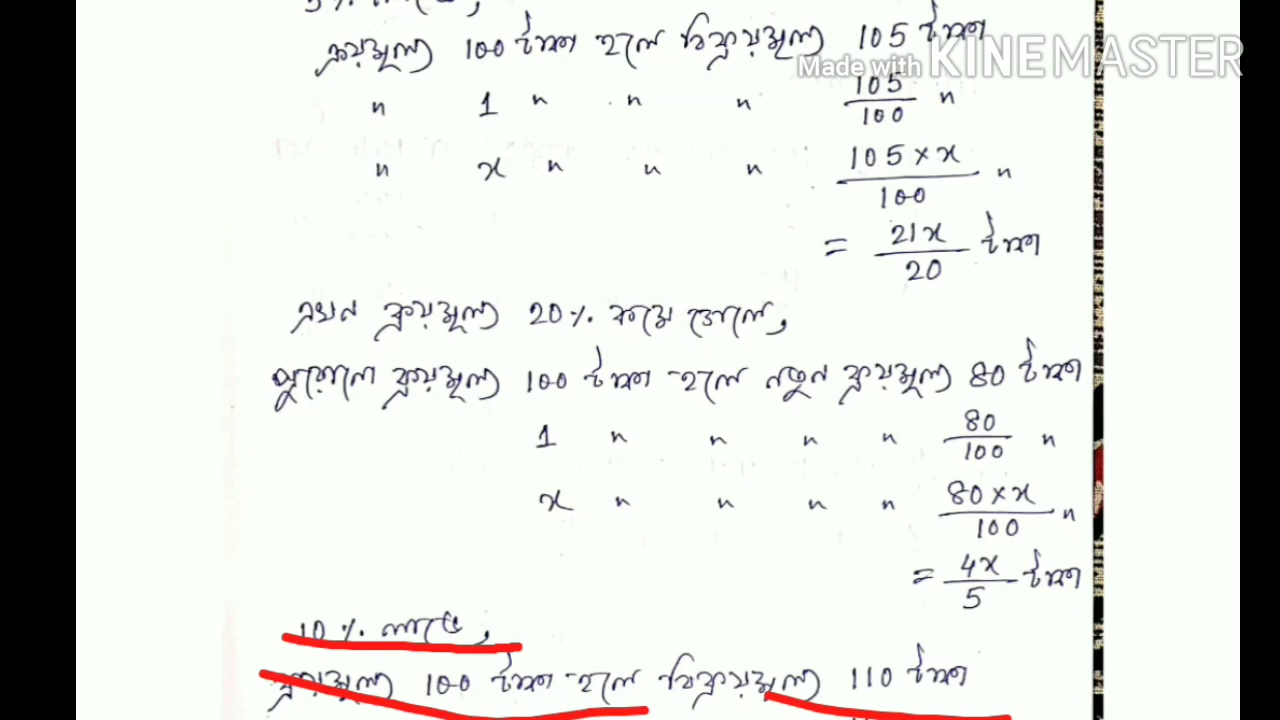 5% লাভে,
ক্রয়মূল্য 100 টাকা হলে বিক্রয়মূল্য 105 টাকা
Made with KINEMASTER
" 1 " " " 105/100 "
" x " " " 105 × x/100 "
= 21x/20 টাকা
এখন ক্রয়মূল্য 20% কমে গেলে,
পুরোনো ক্রয়মূল্য 100 টাকা হলে নতুন ক্রয়মূল্য 80 টাকা
1 " " " " 80/100 "
x " " " " 80 × x/100 "
= 4x/5 টাকা
10% লাভে,
ক্রয়মূল্য 100 টাকা হলে বিক্রয়মূল্য 110 টাকা